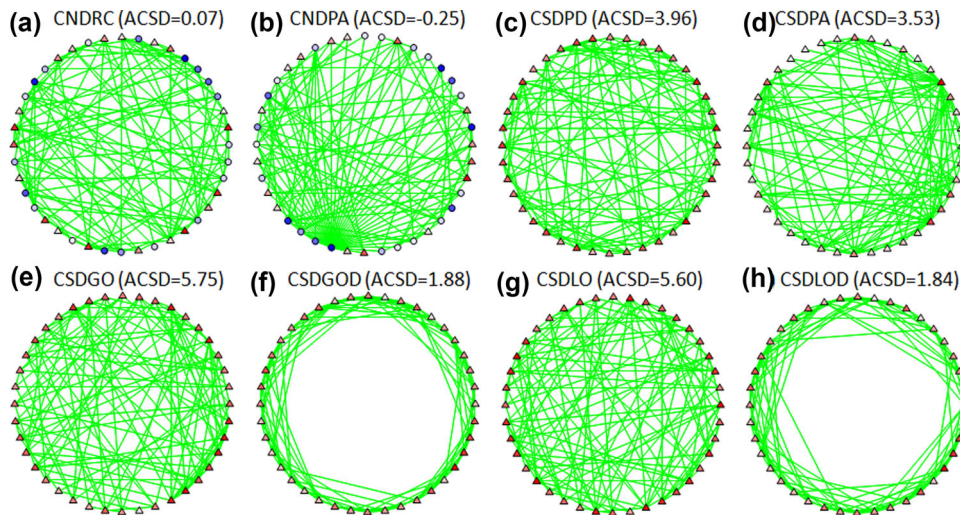 (a) CNDRC (ACSD=0.07)
(b) CNDPA (ACSD=-0.25)
(c) CSDPD (ACSD=3.96)
(d) CSDPA (ACSD=3.53)
(e) CSDGO (ACSD=5.75)
(f) CSDGOD (ACSD=1.88)
(g) CSDLO (ACSD=5.60)
(h) CSDLOD (ACSD=1.84)